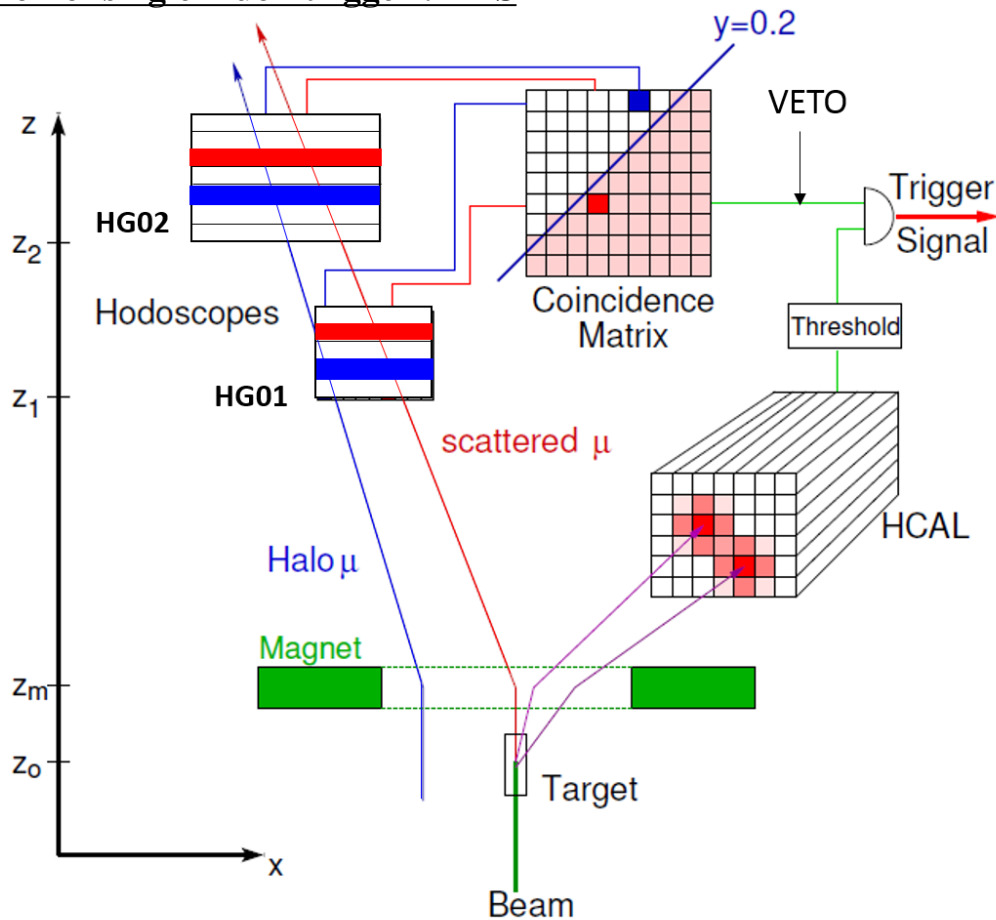 y=0.2
z
VETO
Trigger
Signal
HG02
z2
Hodoscopes
Coincidence
Matrix
Threshold
HG01
z1
scattered μ
HCAL
Halo μ
Magnet
zm
zo
Target
x
Beam